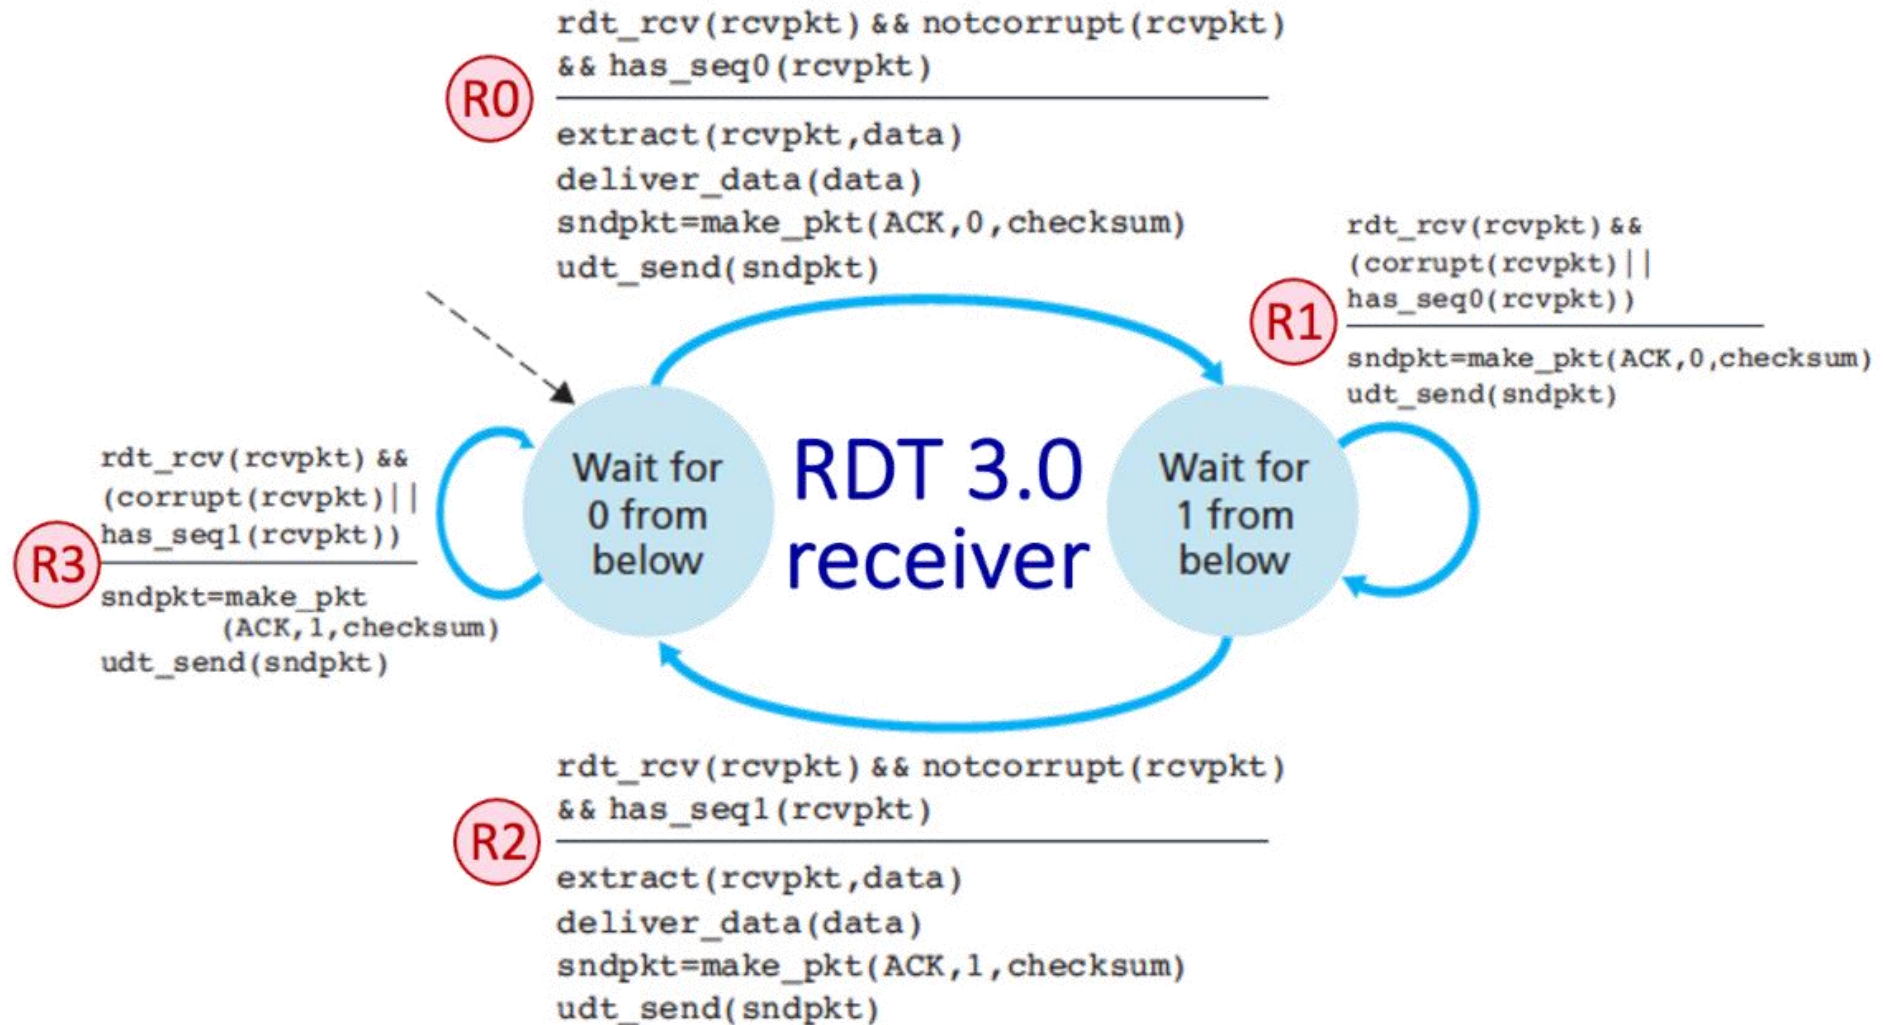 rdt_rcv(rcvpkt) && notcorrupt(rcvpkt)
&& has_seq0(rcvpkt)
R0
extract(rcvpkt,data)
deliver_data(data)
sndpkt=make_pkt(ACK,0,checksum)
udt_send(sndpkt)
rdt_rcv(rcvpkt) &&
(corrupt(rcvpkt)||
has_seq0(rcvpkt))
R1
sndpkt=make_pkt(ACK,0,checksum)
udt_send(sndpkt)
rdt_rcv(rcvpkt) &&
(corrupt(rcvpkt)||
has_seq1(rcvpkt))
R3
sndpkt=make_pkt
(ACK,1,checksum)
udt_send(sndpkt)
Wait for
0 from
below
RDT 3.0
receiver
Wait for
1 from
below
rdt_rcv(rcvpkt) && notcorrupt(rcvpkt)
&& has_seq1(rcvpkt)
R2
extract(rcvpkt,data)
deliver_data(data)
sndpkt=make_pkt(ACK,1,checksum)
udt_send(sndpkt)